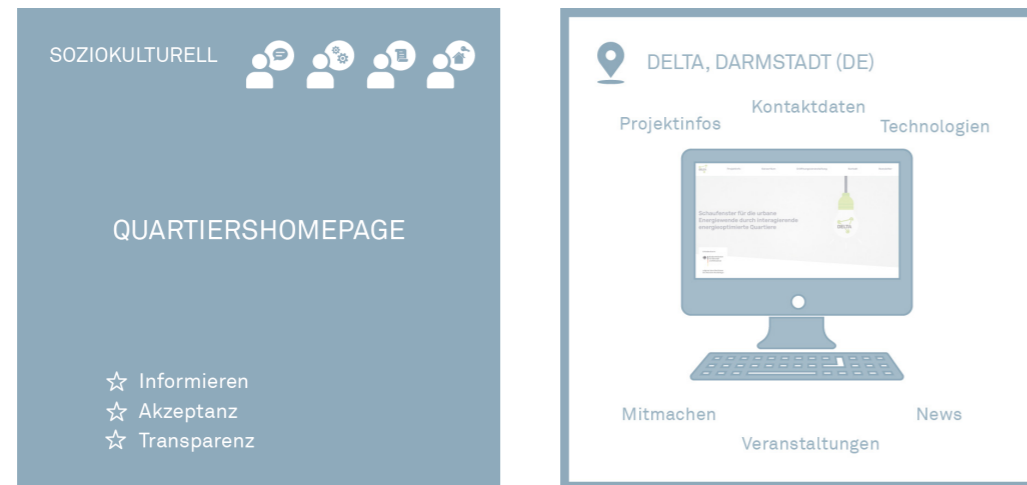 SOZIOKULTURELL
QUARTIERSHOMEPAGE
Informieren
Akzeptanz
Transparenz
DELTA, DARMSTADT (DE)
Kontaktdaten
Projektinfos
Technologien
Schaufenster für die urbane
Energiewende durch interagierende
energieoptimierte Quartiere
DELTA
Mitmachen
News
Veranstaltungen